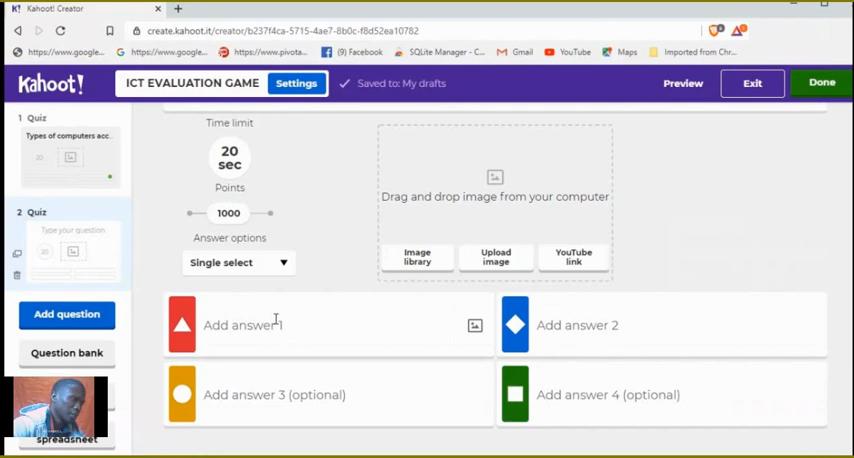 Kahoot! Creator
create.kahoot.it/creator/b237f4ca-5715-4ae7-8b0c-f8d52ea10782
https://www.google...
https://www.google...
https://www.pivota...
(9) Facebook
SQLite Manager - C...
Gmail
YouTube
Maps
Imported from Chr...
Kahoot!
ICT EVALUATION GAME
Settings
Saved to: My drafts
Preview
Exit
Done
1 Quiz
Types of computers acc..
20
2 Quiz
Type your question
20
Add question
Question bank
spreadsheet
Time limit
20
sec
Points
1000
Answer options
Single select
Drag and drop image from your computer
Image
library
Upload
image
YouTube
link
Add answer 1
Add answer 2
Add answer 3 (optional)
Add answer 4 (optional)